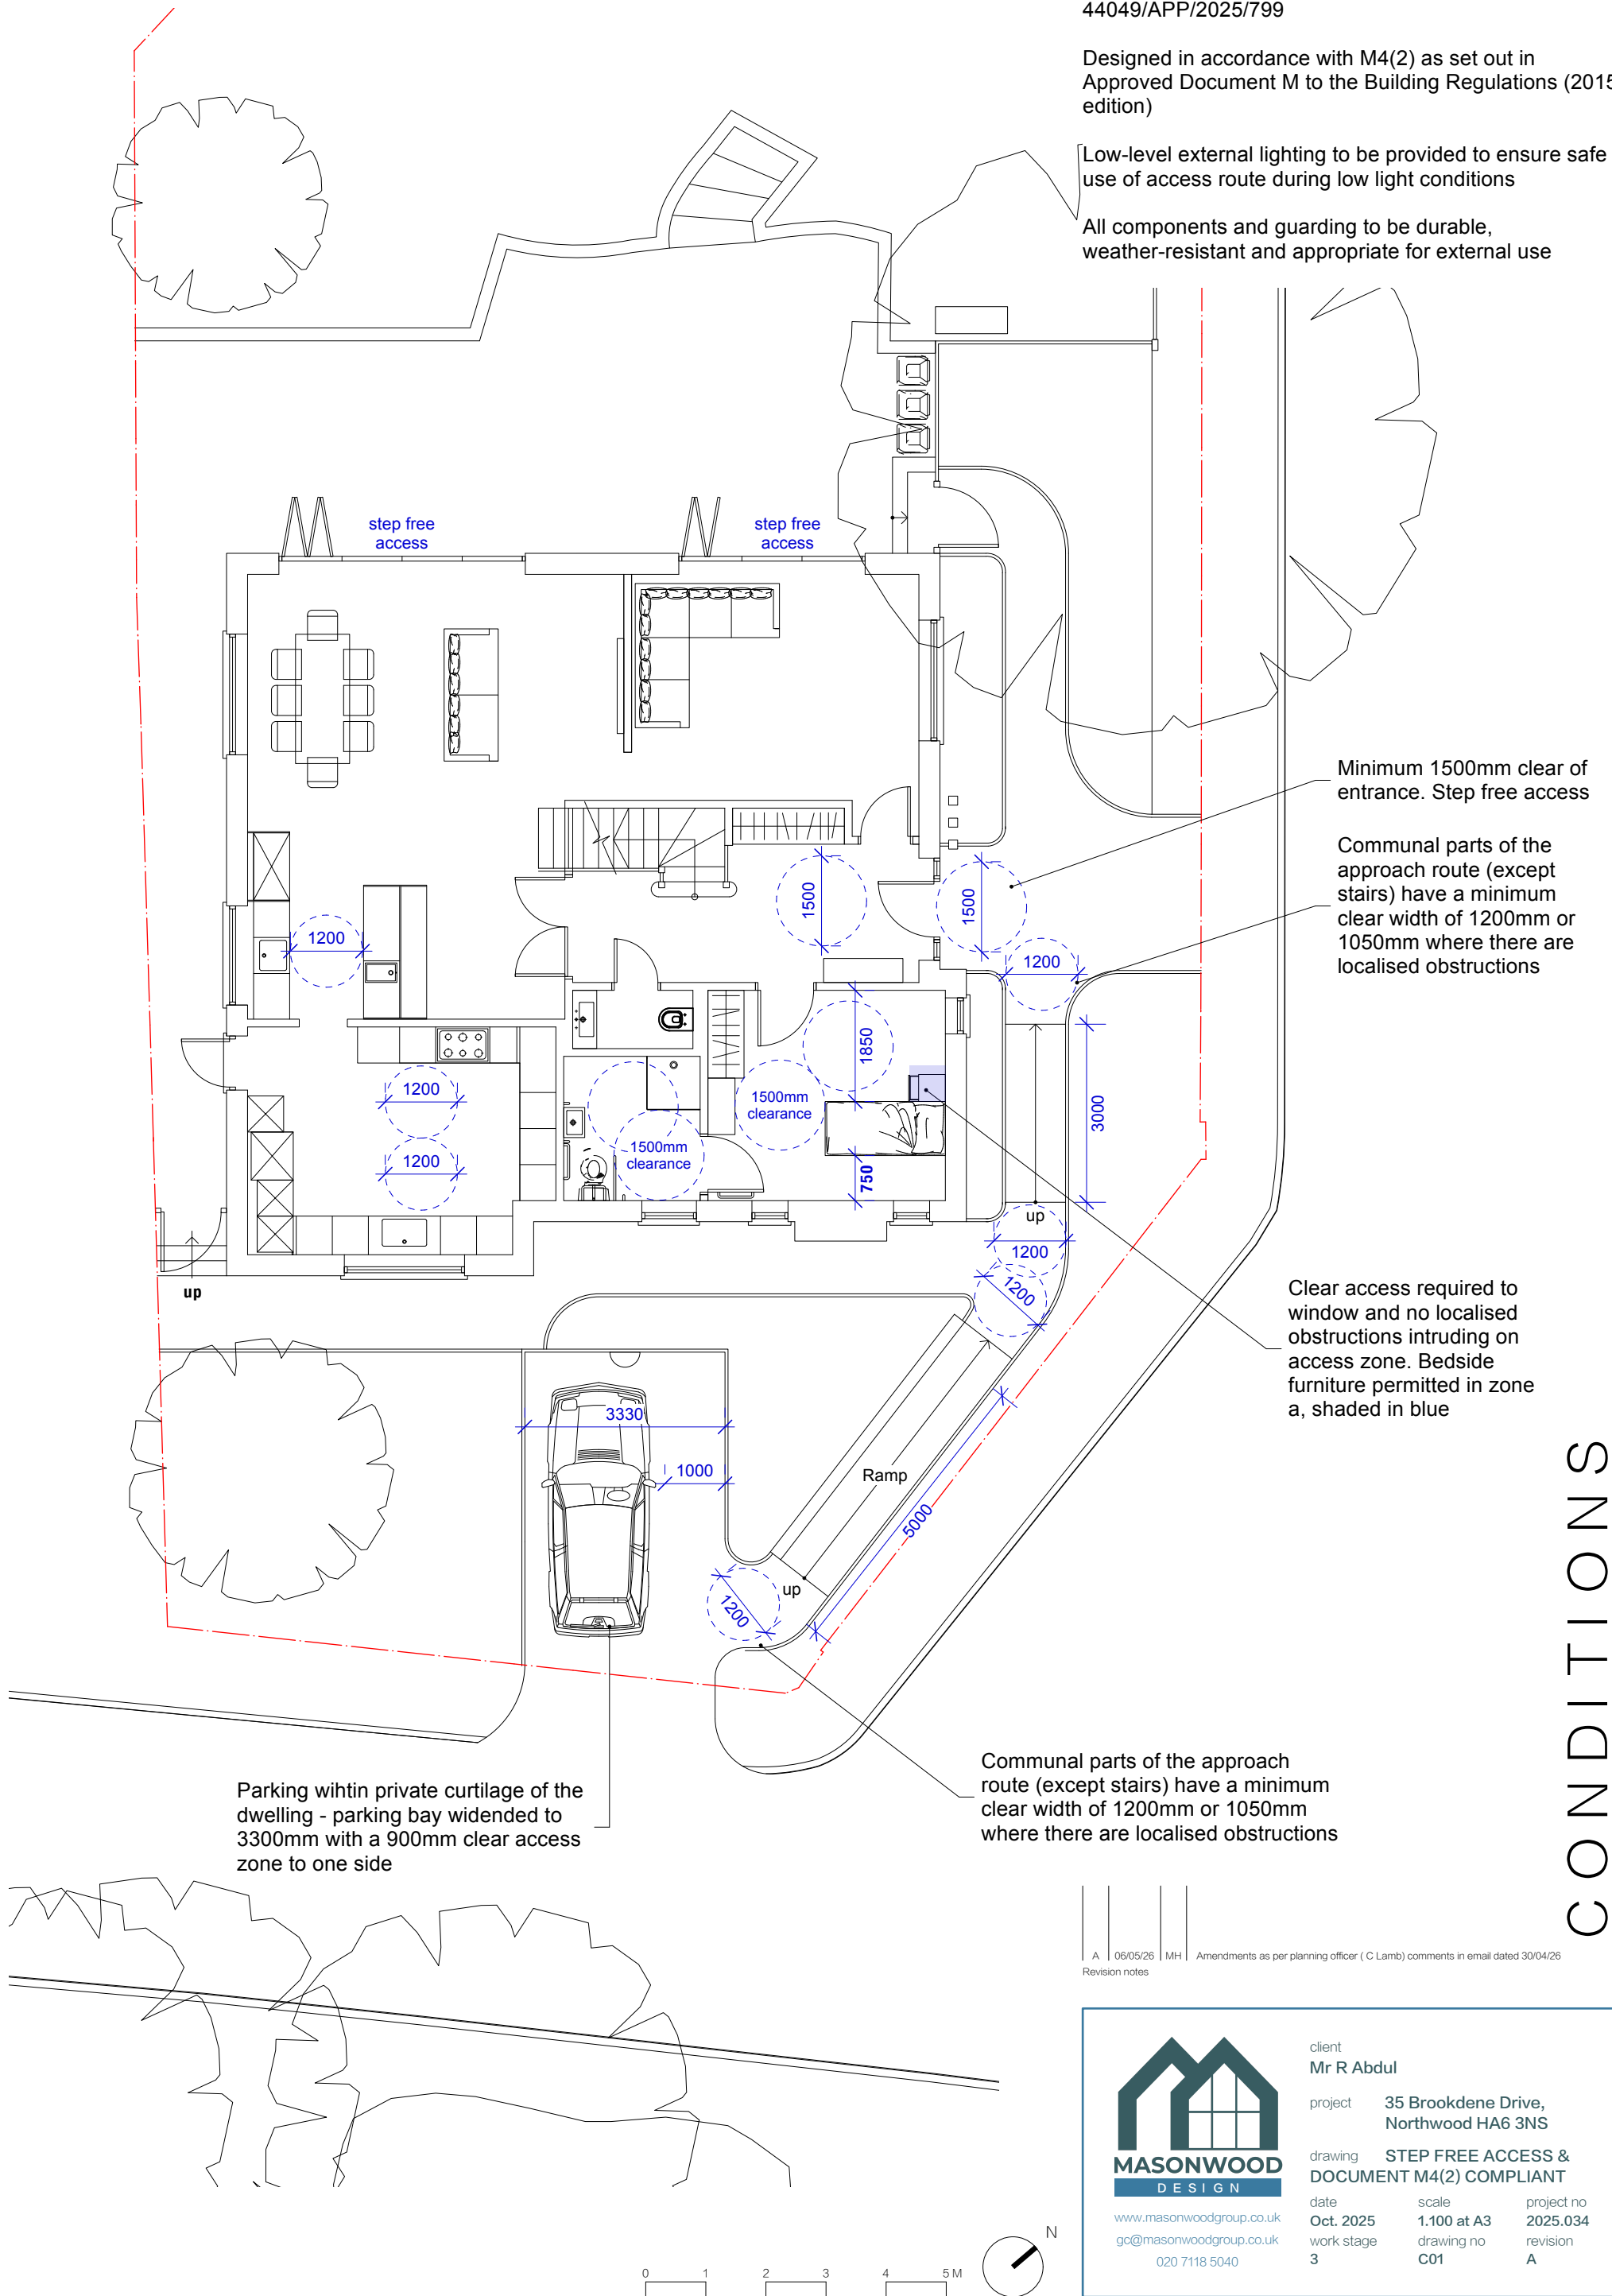 44049/APP/2025/799
Designed in accordance with M4(2) as set out in
Approved Document M to the Building Regulations (2015
edition)
Low-level external lighting to be provided to ensure safe
use of access route during low light conditions
All components and guarding to be durable,
weather-resistant and appropriate for external use
step free
access
step free
access
Minimum 1500mm clear of
entrance. Step free access
Communal parts of the
approach route (except
stairs) have a minimum
clear width of 1200mm or
1050mm where there are
localised obstructions
1500
1500
1200
1200
1850
1200
1500mm
clearance
3000
1200
1500mm
clearance
750
up
1200
up
1200
Clear access required to
window and no localised
obstructions intruding on
access zone. Bedside
furniture permitted in zone
a, shaded in blue
3330
1000
Ramp
5000
up
1200
CONDITIONS
Parking wihtin private curtilage of the
dwelling - parking bay widended to
3300mm with a 900mm clear access
zone to one side
Communal parts of the approach
route (except stairs) have a minimum
clear width of 1200mm or 1050mm
where there are localised obstructions
A 06/05/26 MH Amendments as per planning officer ( C Lamb) comments in email dated 30/04/26
Revision notes
MASONWOOD
DESIGN
www.masonwoodgroup.co.uk
gc@masonwoodgroup.co.uk
020 7118 5040
client
Mr R Abdul
project 35 Brookdene Drive,
Northwood HA6 3NS
drawing STEP FREE ACCESS &
DOCUMENT M4(2) COMPLIANT
date scale project no
Oct. 2025 1.100 at A3 2025.034
work stage drawing no revision
3 C01 A
N
0 1 2 3 4 5 M